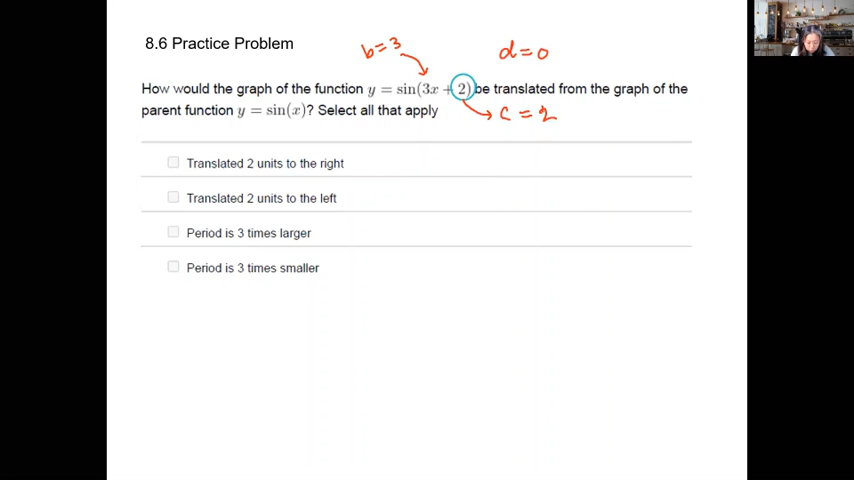 8.6 Practice Problem
b=3
d=0
How would the graph of the function y = sin(3x + 2) be translated from the graph of the
parent function y = sin(x)? Select all that apply
c = 2
Translated 2 units to the right
Translated 2 units to the left
Period is 3 times larger
Period is 3 times smaller